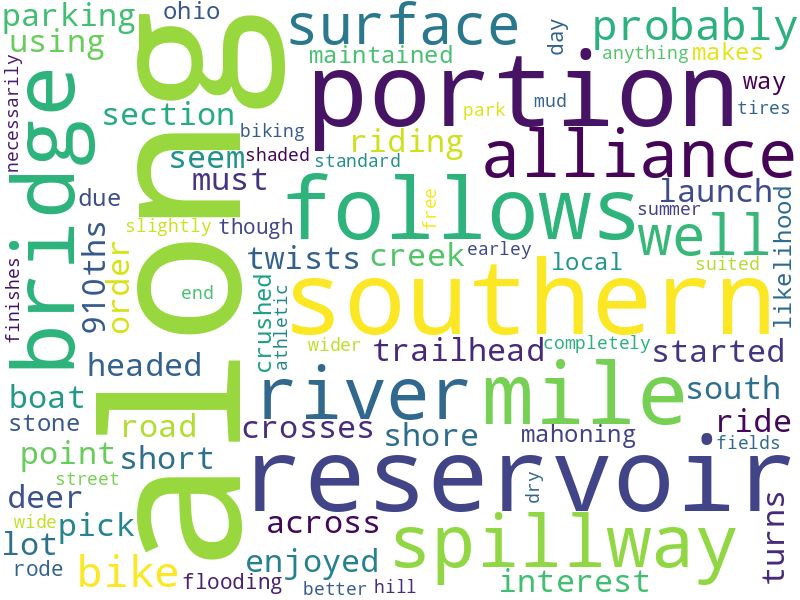 parking
ohio
surface
day
probably
using
maintained
anything
makes
necessarily
along
portion
way
section
park
mud
tires
biking
bridge
riding
alliance
seem
shaded
standard
must
follows
launch
due
free
summer
slightly
though
well
likelihood
910ths
order
twists
creek
earley
local
suited
finishes
end
crushed
athletic
southern
headed
wider
trailhead
completely
started
boat
river
mile
south
stone
road
crosses
shore
mahoning
ride
fields
point
short
reservoir
street
deer
dry
turns
wide
pick
across
spillway
lot
rode
bike
flooding
enjoyed
better
hill
interest